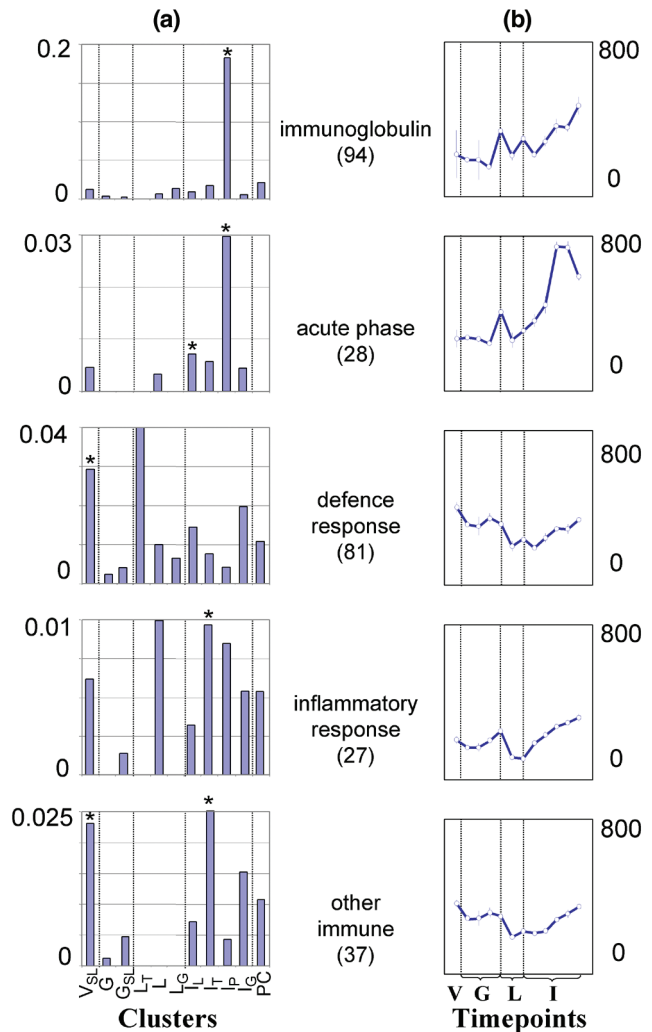 (a) (b)
0.2
*
0
immunoglobulin
(94)
800
0
0.03
*
*
0
acute phase
(28)
800
0
0.04
*
0
defence
response
(81)
800
0
0.01
*
0
inflammatory
response
(27)
800
0
0.025
*
*
0
other
immune
(37)
800
0
VSL G GSL LT L LG IL IT IP IG PC
V G L I
Clusters
Timepoints